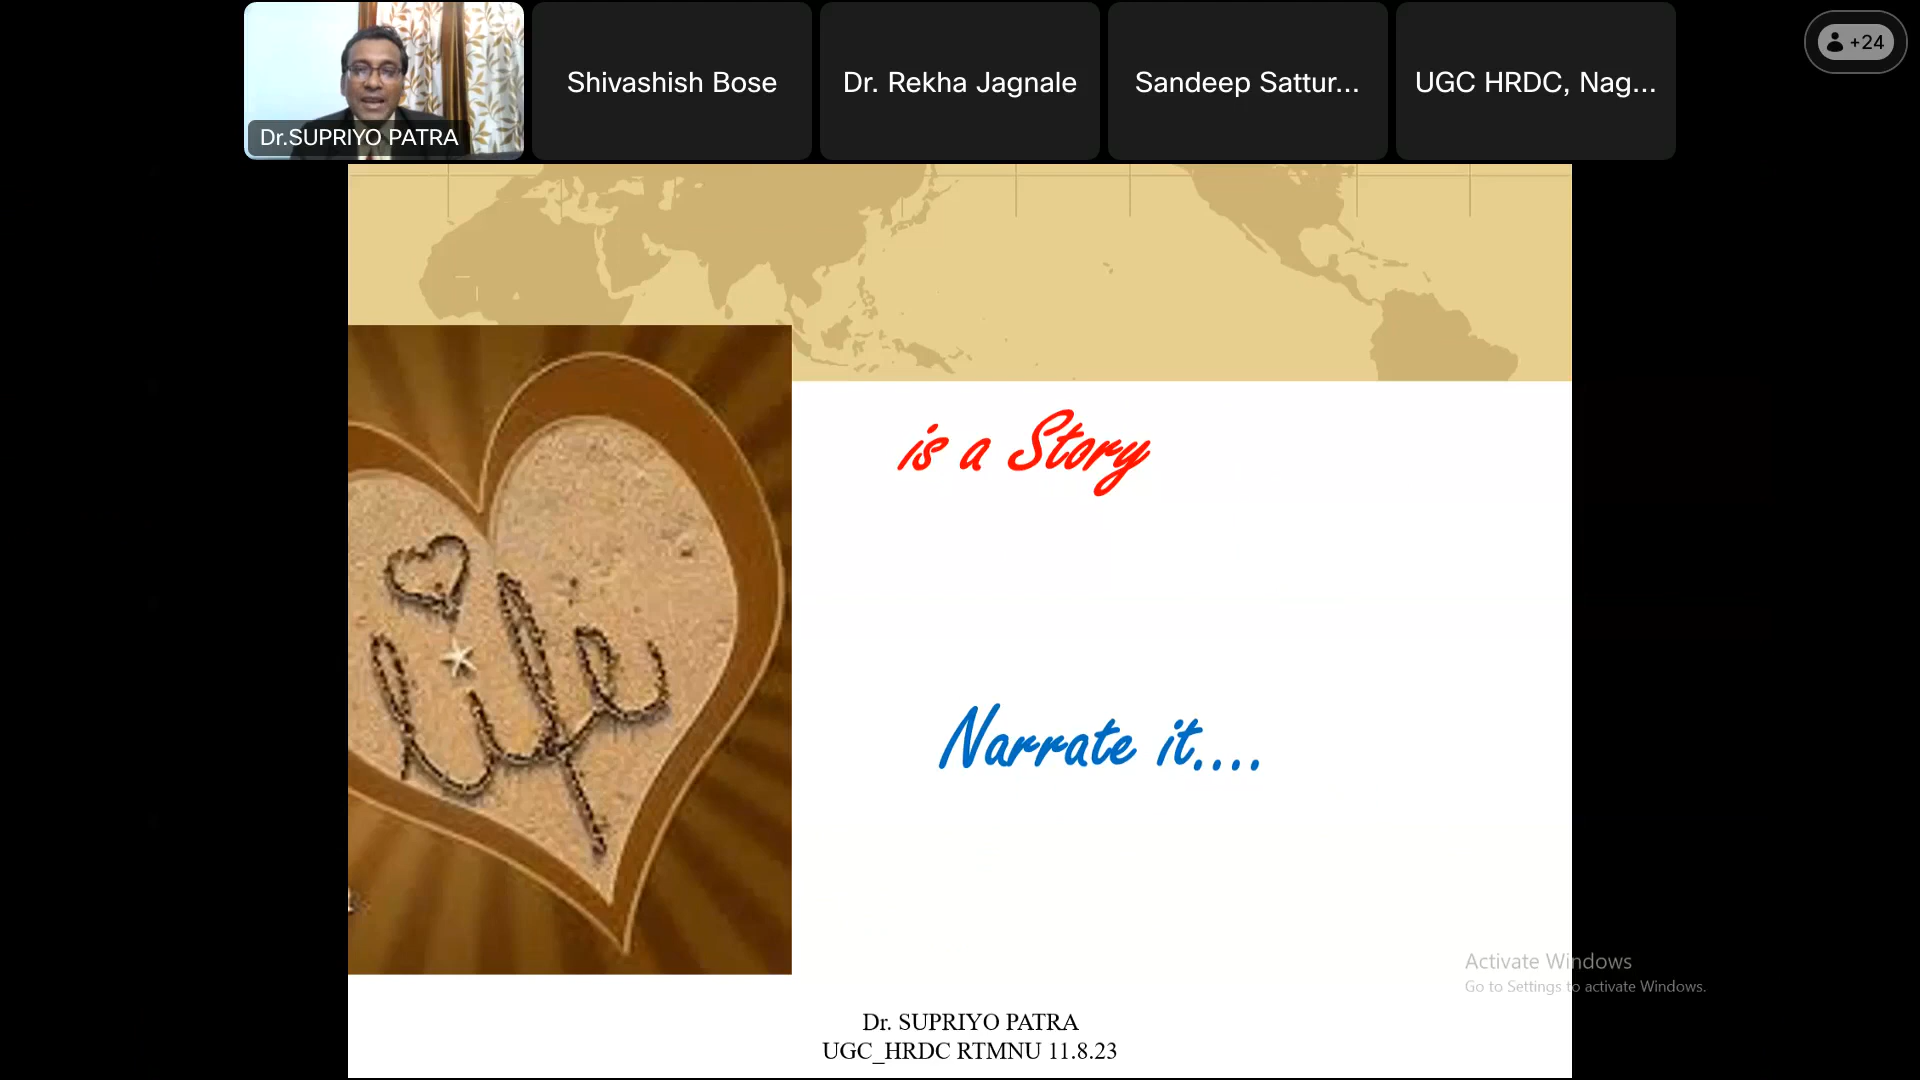 Dr.SUPRIYO PATRA
Shivashish Bose
Dr. Rekha Jagnale
Sandeep Sattur...
UGC HRDC, Nag...
+24
life
is a Story
Narrate it....
Activate Windows
Go to Settings to activate Windows.
Dr. SUPRIYO PATRA
UGC_HRDC RTMNU 11.8.23